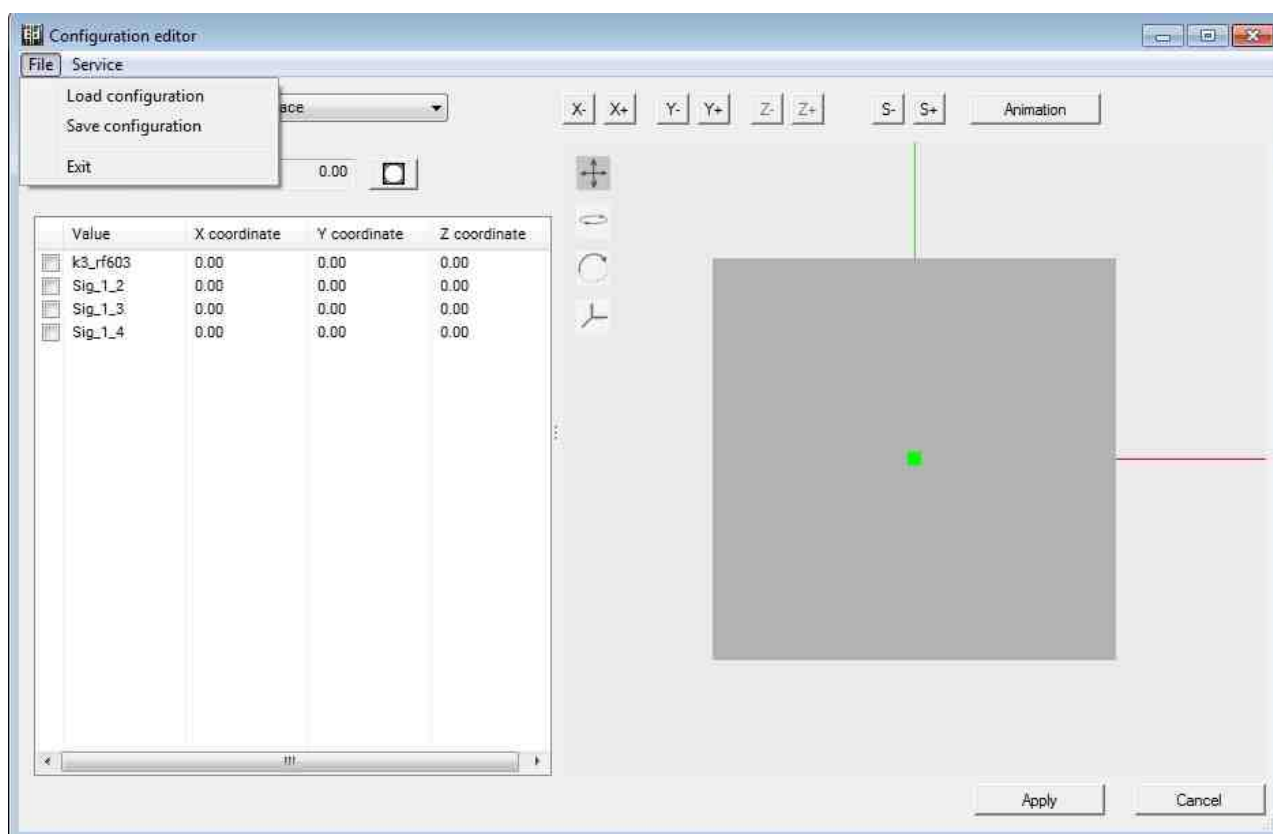 Configuration editor
File Service
Load configuration
Save configuration
Exit
X- X+ Y- Y+ Z- Z+ S- S+ Animation
0.00
Value X coordinate Y coordinate Z coordinate
k3_rf603 0.00 0.00 0.00
Sig_1_2 0.00 0.00 0.00
Sig_1_3 0.00 0.00 0.00
Sig_1_4 0.00 0.00 0.00
Apply Cancel